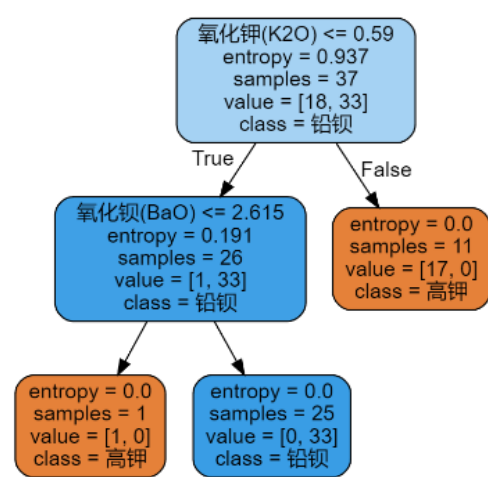 氧化钾(K2O) <= 0.59
entropy = 0.937
samples = 37
value = [18, 33]
class = 铅钡
True
False
氧化钡(BaO) <= 2.615
entropy = 0.191
samples = 26
value = [1, 33]
class = 铅钡
entropy = 0.0
samples = 11
value = [17, 0]
class = 高钾
entropy = 0.0
samples = 1
value = [1, 0]
class = 高钾
entropy = 0.0
samples = 25
value = [0, 33]
class = 铅钡